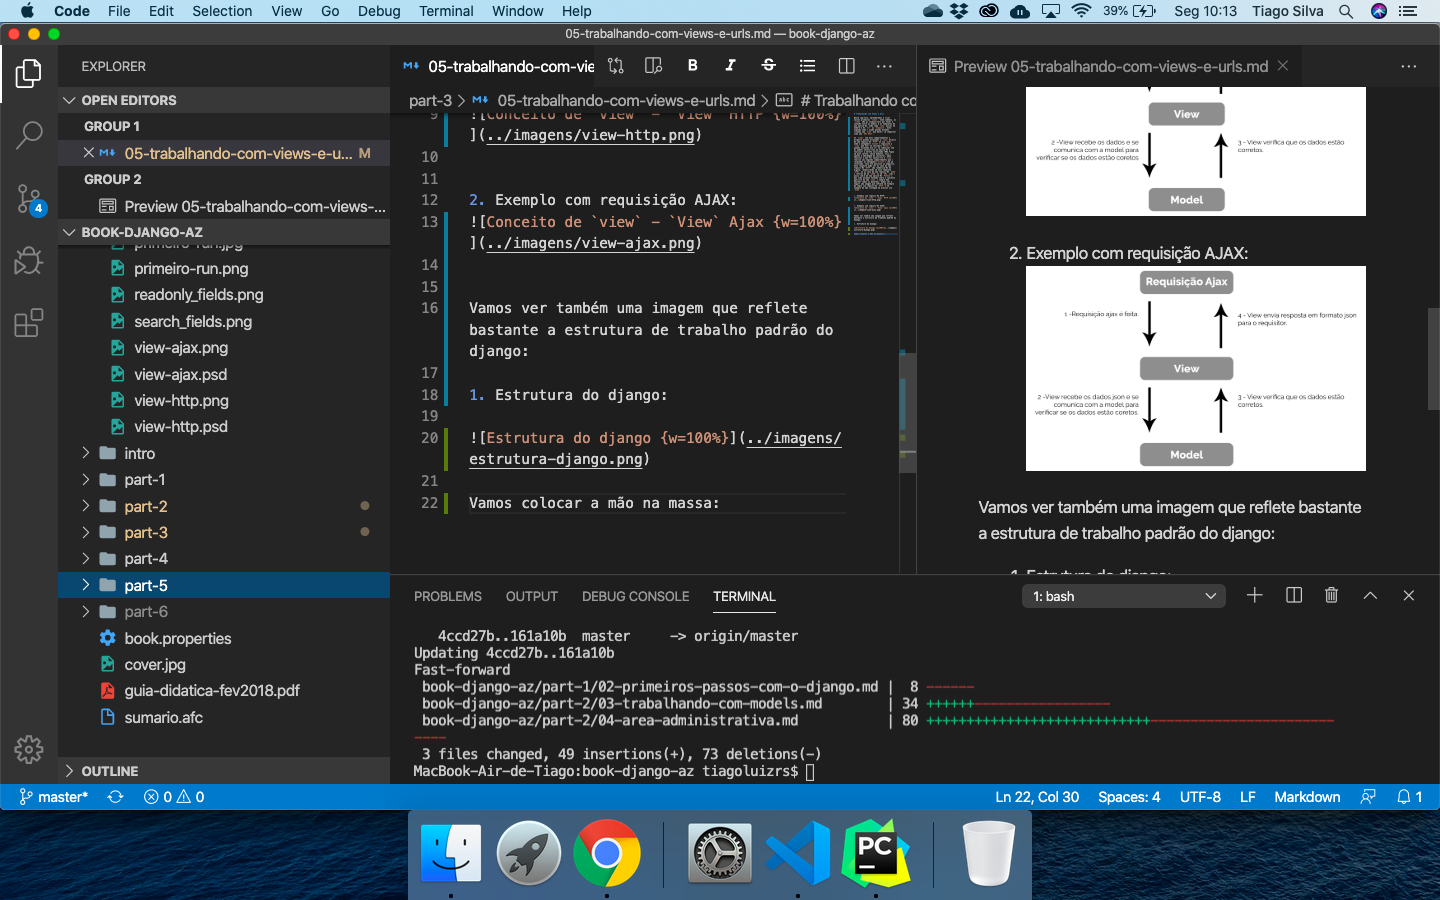 Code File Edit Selection View Go Debug Terminal Window Help 39% Seg 10:13 Tiago Silva
05-trabalhando-com-views-e-urls.md — book-django-az
EXPLORER
OPEN EDITORS
GROUP 1
05-trabalhando-com-views-e-u... M
GROUP 2
Preview 05-trabalhando-com-views-...
BOOK-DJANGO-AZ
primeiro-run.jpg
primeiro-run.png
readonly_fields.png
search_fields.png
view-ajax.png
view-ajax.psd
view-http.png
view-http.psd
intro
part-1
part-2
part-3
part-4
part-5
part-6
book.properties
cover.jpg
guia-didatica-fev2018.pdf
sumario.afc
OUTLINE
4
05-trabalhando-com-vie
B I S
part-3 > 05-trabalhando-com-views-e-urls.md > # Trabalhando co
9 ![Conceito de `view` - `View` HTTP {w=100%}
](../imagens/view-http.png)
10
11
12 2. Exemplo com requisição AJAX:
13 ![Conceito de `view` - `View` Ajax {w=100%}
](../imagens/view-ajax.png)
14
15
16 Vamos ver também uma imagem que reflete
bastante a estrutura de trabalho padrão do
django:
17
18 1. Estrutura do django:
19
20 ![Estrutura do django {w=100%}](../imagens/
estrutura-django.png)
21
22 Vamos colocar a mão na massa:
Preview 05-trabalhando-com-views-e-urls.md
View
2 -View recebe os dados e se
comunica com a model para
verificar se os dados estão coretos
3 - View verifica que os dados estão
corretos.
Model
2. Exemplo com requisição AJAX:
Requisição Ajax
1 -Requisição ajax é feita.
4 - View envia resposta em formato json
para o requisitor.
View
2 -View recebe os dados json e se
comunica com a model para
verificar se os dados estão coretos.
3 - View verifica que os dados estão
corretos.
Model
Vamos ver também uma imagem que reflete bastante
a estrutura de trabalho padrão do django:
1. Estrutura do django:
PROBLEMS OUTPUT DEBUG CONSOLE TERMINAL 1: bash
4ccd27b..161a10b master -> origin/master
Updating 4ccd27b..161a10b
Fast-forward
book-django-az/part-1/02-primeiros-passos-com-o-django.md | 8 ------
book-django-az/part-2/03-trabalhando-com-models.md | 34 ++++++-----------------
book-django-az/part-2/04-area-administrativa.md | 80 +++++++++++++++++++++++++++----------------------
----
3 files changed, 49 insertions(+), 73 deletions(-)
MacBook-Air-de-Tiago:book-django-az tiagoluizrs$
master* 0 0 Ln 22, Col 30 Spaces: 4 UTF-8 LF Markdown 1
PC